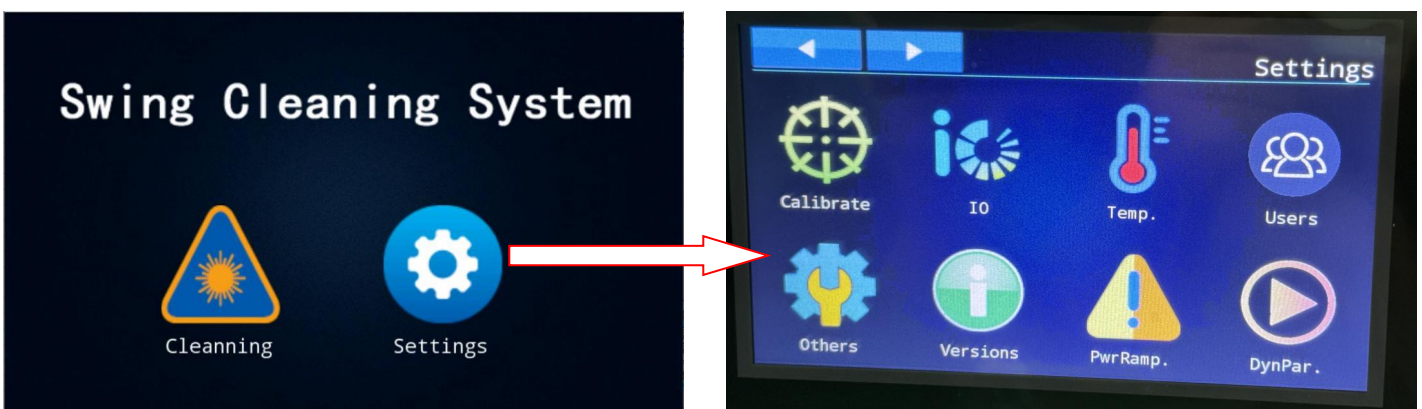 Swing Cleaning System
Cleanning
Settings
Settings
Calibrate
IO
Temp.
Users
Others
Versions
PwrRamp.
DynPar.